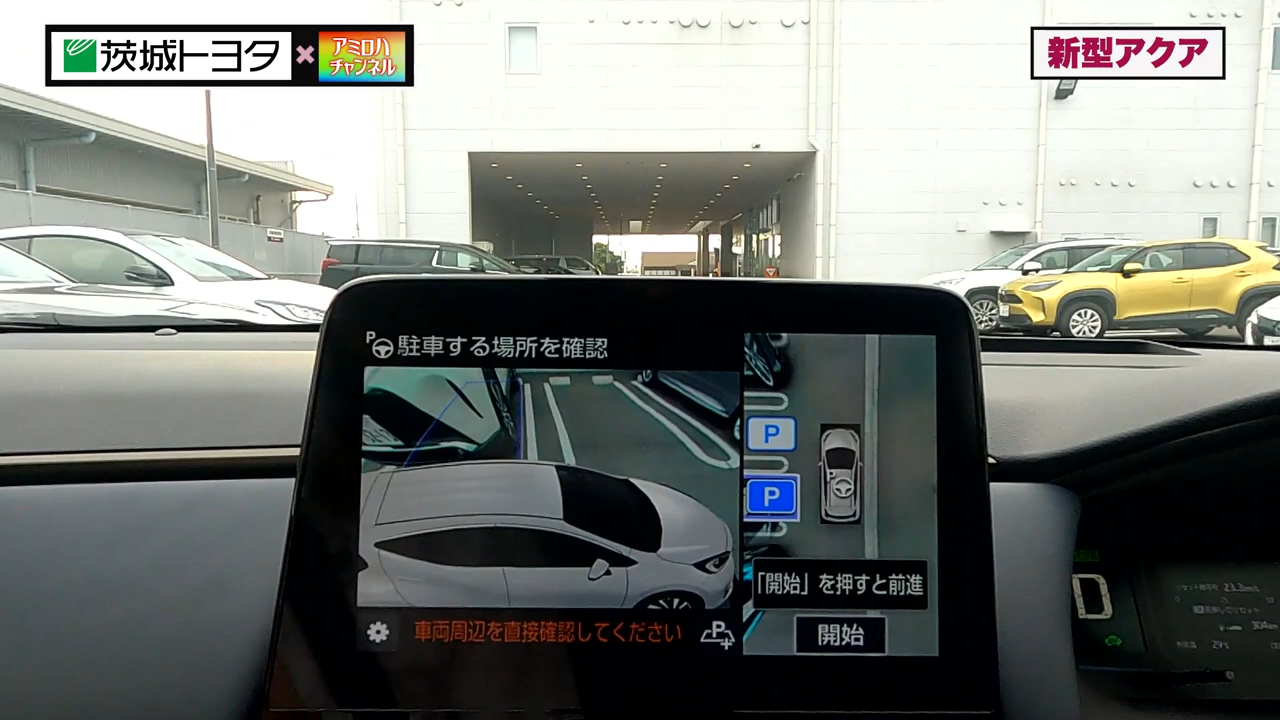 茨城トヨタ
×
アミロハ
チャンネル
新型アクア
P
駐車する場所を確認
P
P
「開始」を押すと前進
開始
車両周辺を直接確認してください
P
D